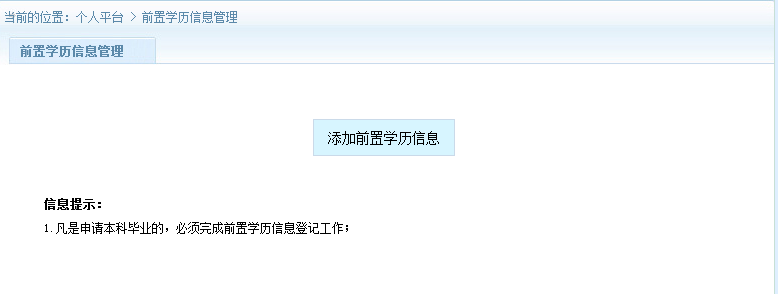 当前的位置：个人平台 > 前置学历信息管理
前置学历信息管理
添加前置学历信息
信息提示：
1. 凡是申请本科毕业的，必须完成前置学历信息登记工作；